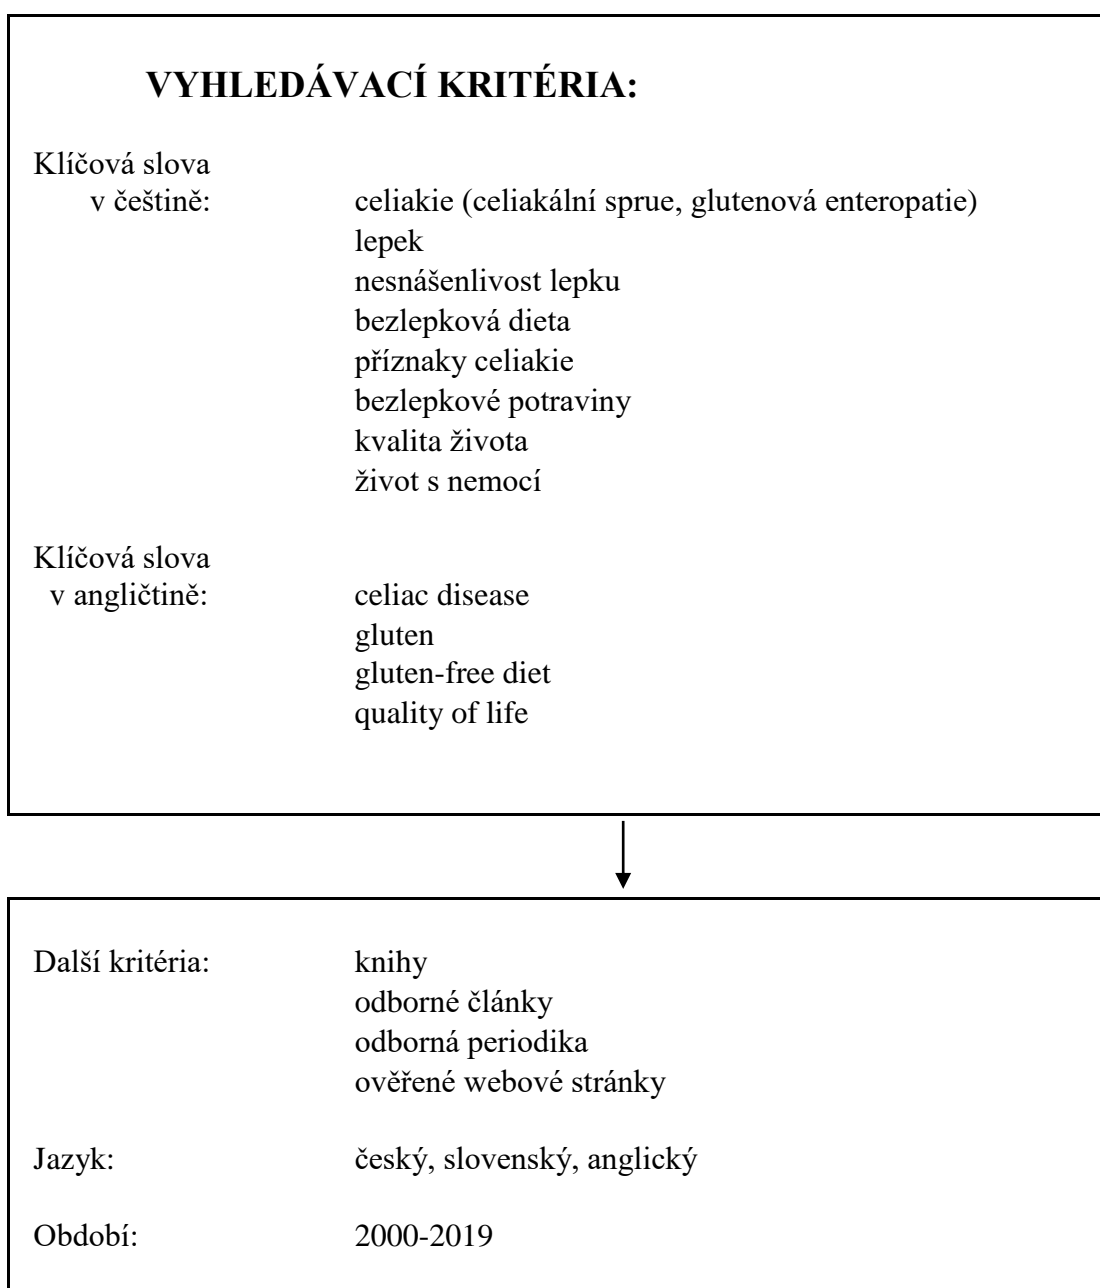 VYHLEDÁVACÍ KRITÉRIA:
Klíčová slova
v češtině: celiakie (celiakální sprue, glutenová enteropatie)
lepek
nesnášenlivost lepku
bezlepková dieta
příznaky celiakie
bezlepkové potraviny
kvalita života
život s nemocí
Klíčová slova
v angličtině: celiac disease
gluten
gluten-free diet
quality of life
Další kritéria: knihy
odborné články
odborná periodika
ověřené webové stránky
Jazyk: český, slovenský, anglický
Období: 2000-2019